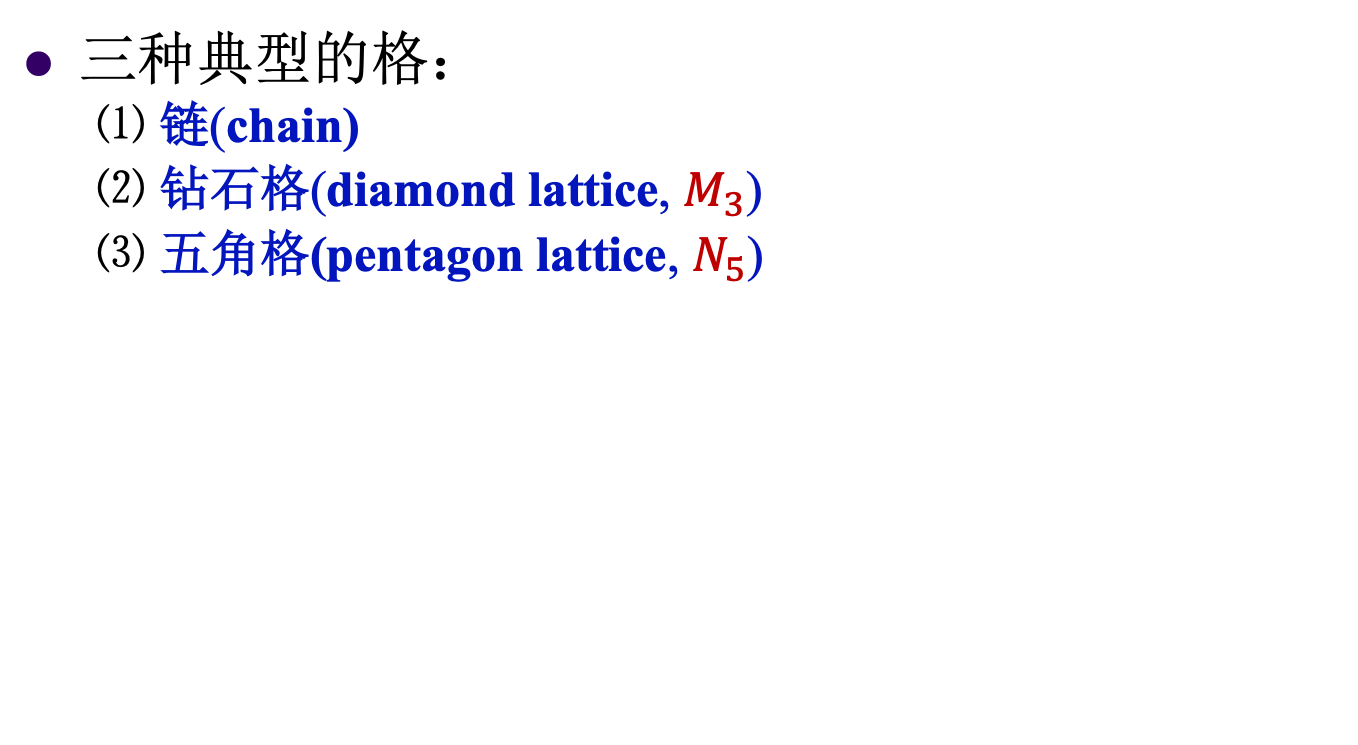 ● 三种典型的格：
(1) 链(chain)
(2) 钻石格(diamond lattice, M₃)
(3) 五角格(pentagon lattice, N₅)